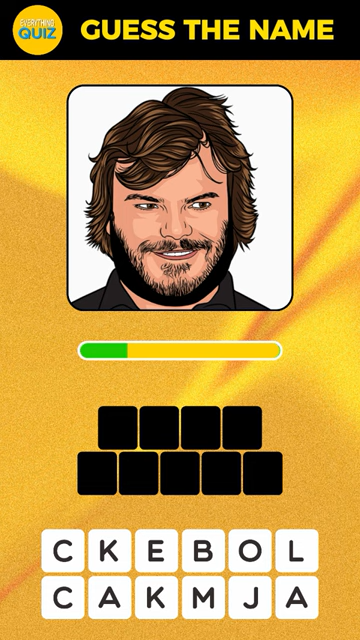 EVERYTHING
QUIZ
GUESS THE NAME
C K E B O L
C A K M J A